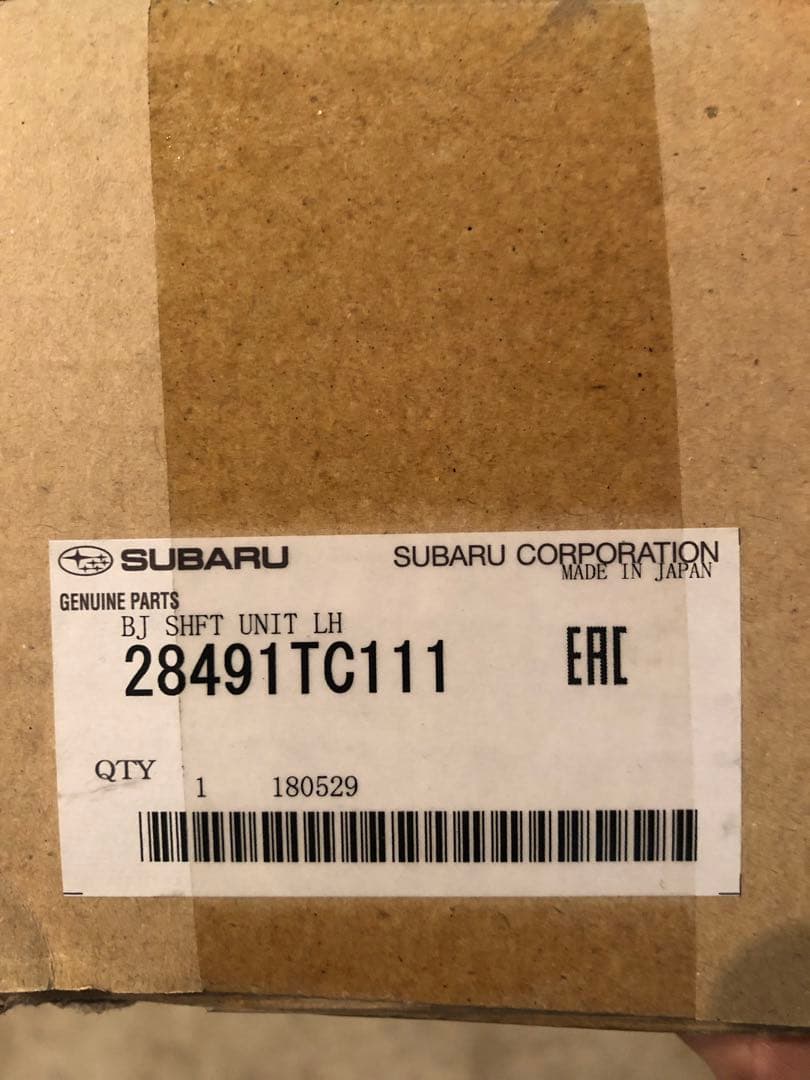 SUBARU SUBARU CORPORATION
MADE IN JAPAN
GENUINE PARTS
BJ SHFT UNIT LH
28491TC111 EAC
QTY 1 180529